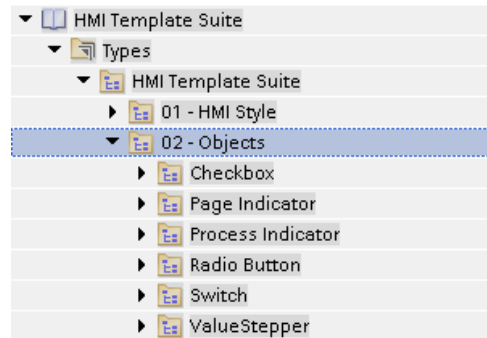 HMI Template Suite
Types
HMI Template Suite
01 - HMI Style
02 - Objects
Checkbox
Page Indicator
Process Indicator
Radio Button
Switch
ValueStepper